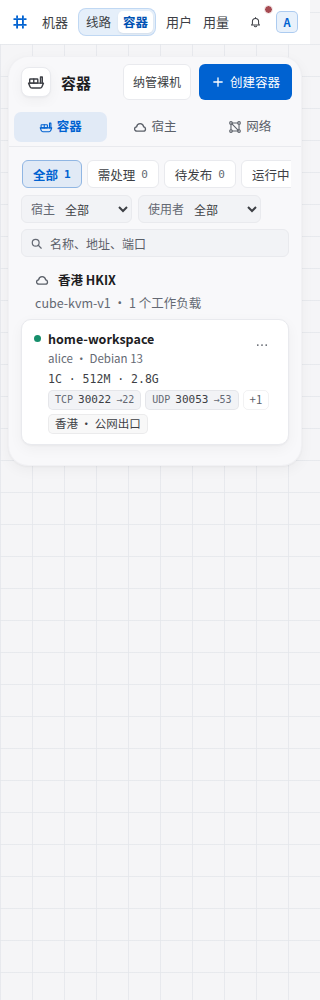 机器 线路 容器 用户 用量 A
容器 纳管裸机 创建容器
容器 宿主 网络
全部 1 需处理 0 待发布 0 运行中
宿主 全部 使用者 全部
名称、地址、端口
香港 HKIX
cube-kvm-v1 · 1 个工作负载
home-workspace ...
alice · Debian 13
1C · 512M · 2.8G
TCP 30022 →22 UDP 30053 →53 +1
香港 · 公网出口